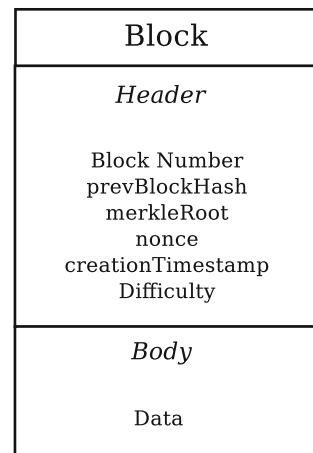 Block
Header
Block Number
prevBlockHash
merkleRoot
nonce
creationTimestamp
Difficulty
Body
Data